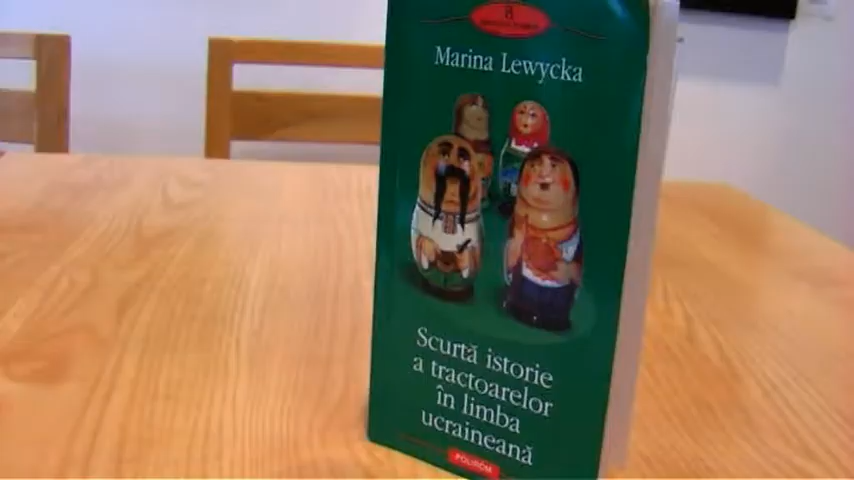 Marina Lewycka
Scurtă istorie
a tractoarelor
în limba
ucraineană
POLIROM